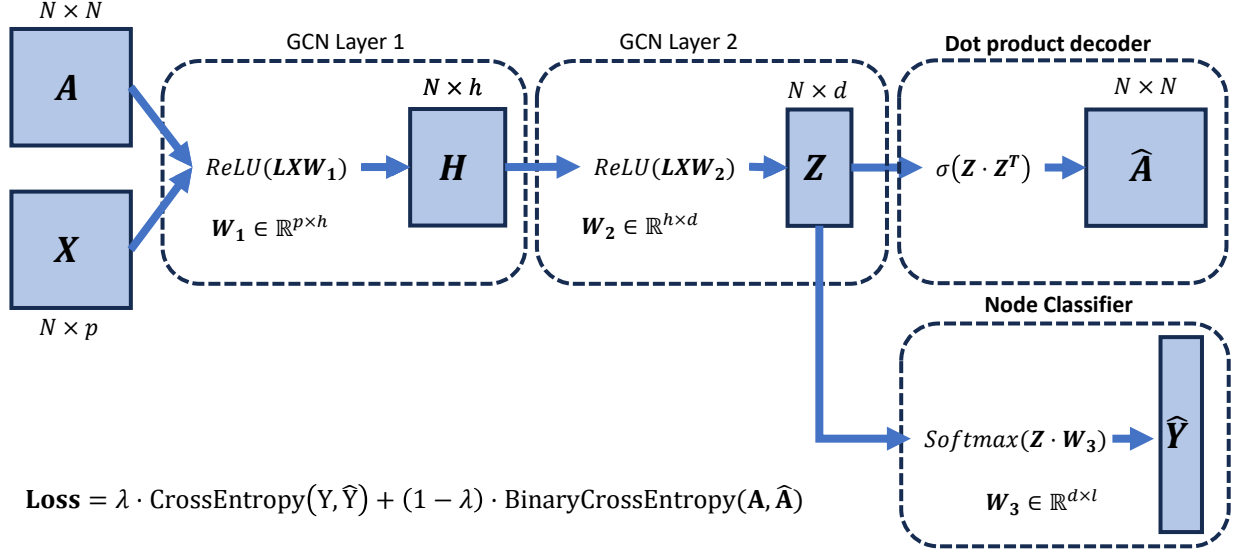 N × N
A
X
N × p
GCN Layer 1
N × h
ReLU(LXW₁)
H
W₁ ∈ ℝ^{p×h}
GCN Layer 2
N × d
ReLU(LXW₂)
Z
W₂ ∈ ℝ^{h×d}
Dot product decoder
N × N
σ(Z · Z^T)
Â
Node Classifier
Softmax(Z · W₃)
Ŷ
W₃ ∈ ℝ^{d×l}
Loss = λ · CrossEntropy(Y, Ŷ) + (1 − λ) · BinaryCrossEntropy(A, Â)